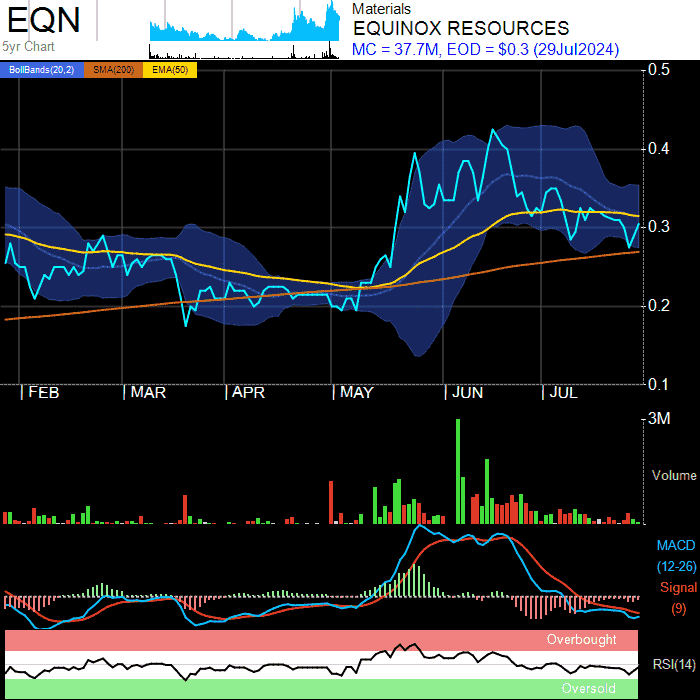 EQN
5yr Chart
Materials
EQUINOX RESOURCES
MC = 37.7M, EOD = $0.3 (29Jul2024)
BollBands(20,2) SMA(200) EMA(50)
0.5
0.4
0.3
0.2
0.1
FEB MAR APR MAY JUN JUL
3M
Volume
MACD
(12-26)
Signal
(9)
Overbought
RSI(14)
Oversold